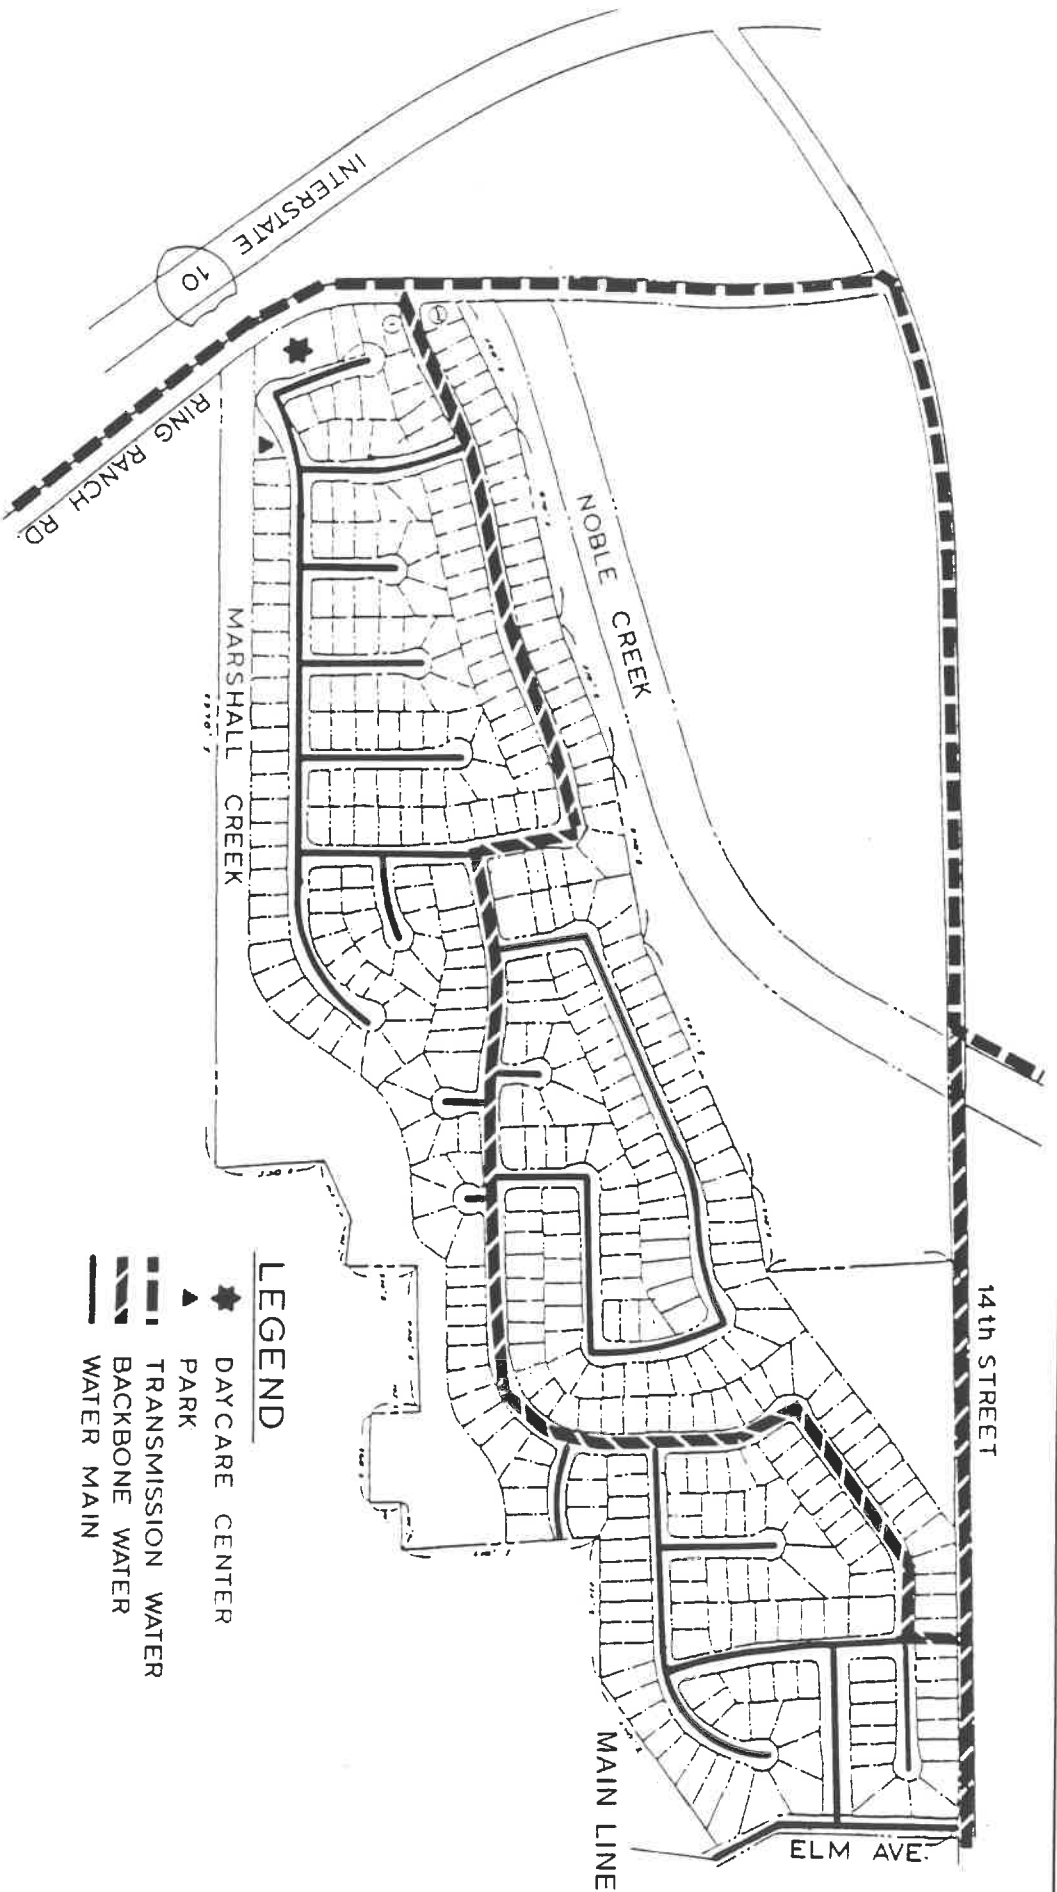 INTERSTATE
10
RING RANCH RD.
NOBLE CREEK
MARSHALL CREEK
14th STREET
ELM AVE.
MAIN LINE
LEGEND
DAYCARE CENTER
PARK
TRANSMISSION WATER
BACKBONE WATER
WATER MAIN